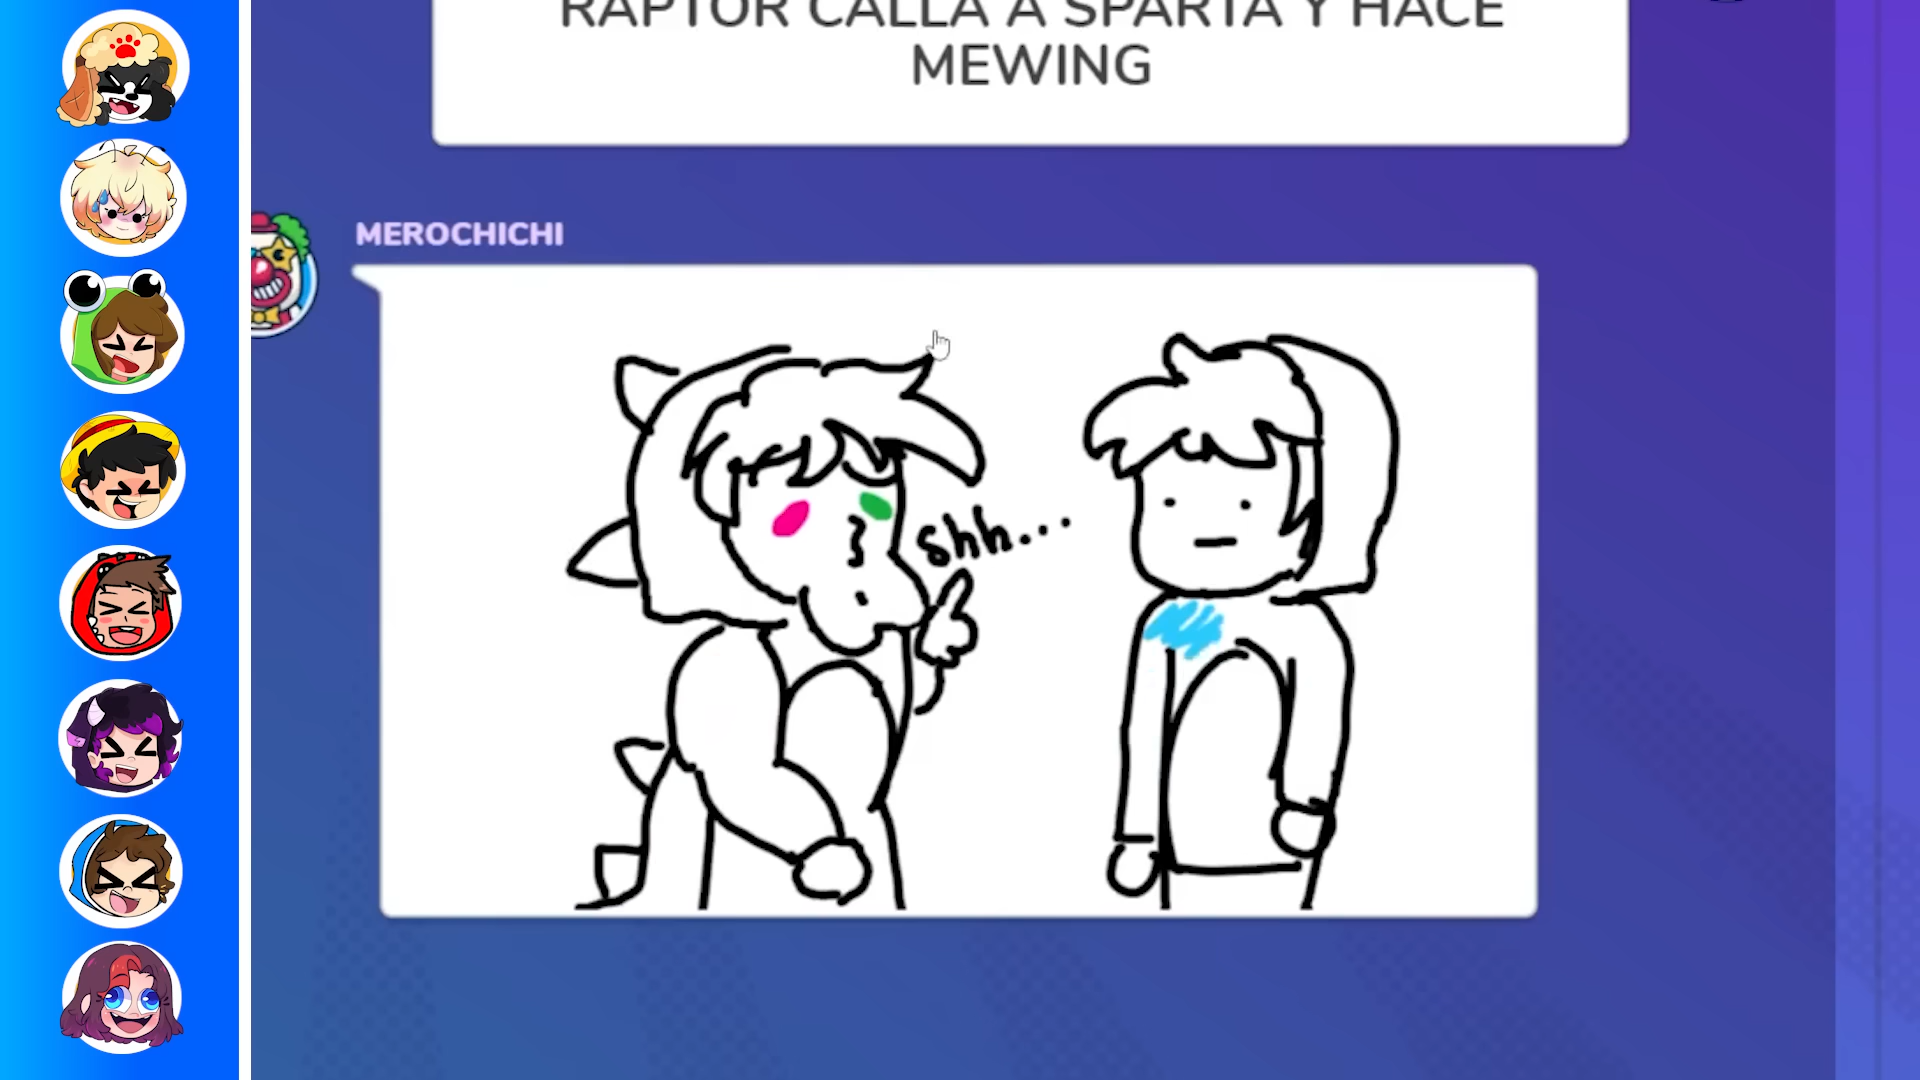 RAPTOR CALLA A SPARTA Y HACE
MEWING
MEROCHICHI
shh...